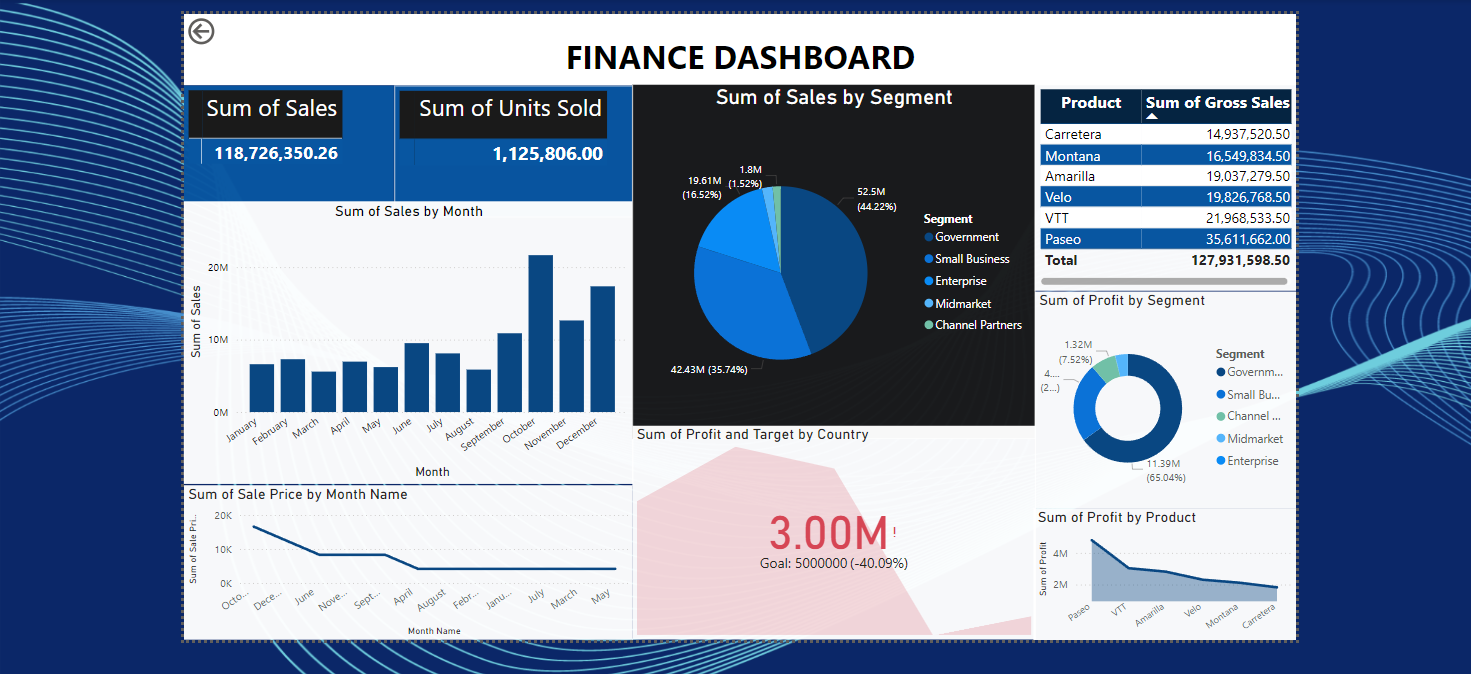 FINANCE DASHBOARD
Sum of Sales
118,726,350.26
Sum of Units Sold
1,125,806.00
Sum of Sales by Month
Sum of Sales
20M
10M
0M
January
February
March
April
May
June
July
August
September
October
November
December
Month
Sum of Sale Price by Month Name
Sum of Sale Pri...
20K
10K
0K
Octo...
Dece...
June
Nove...
Sept...
April
August
Febr...
Janu...
July
March
May
Month Name
Sum of Sales by Segment
1.8M
(1.52%)
19.61M
(16.52%)
52.5M
(44.22%)
42.43M (35.74%)
Segment
Government
Small Business
Enterprise
Midmarket
Channel Partners
Sum of Profit and Target by Country
3.00M!
Goal: 5000000 (-40.09%)
Product Sum of Gross Sales
Carretera 14,937,520.50
Montana 16,549,834.50
Amarilla 19,037,279.50
Velo 19,826,768.50
VTT 21,968,533.50
Paseo 35,611,662.00
Total 127,931,598.50
Sum of Profit by Segment
1.32M
(7.52%)
4....
(2...)
11.39M
(65.04%)
Segment
Governm...
Small Bu...
Channel ...
Midmarket
Enterprise
Sum of Profit by Product
Sum of Profit
4M
2M
Paseo
VTT
Amarilla
Velo
Montana
Carretera